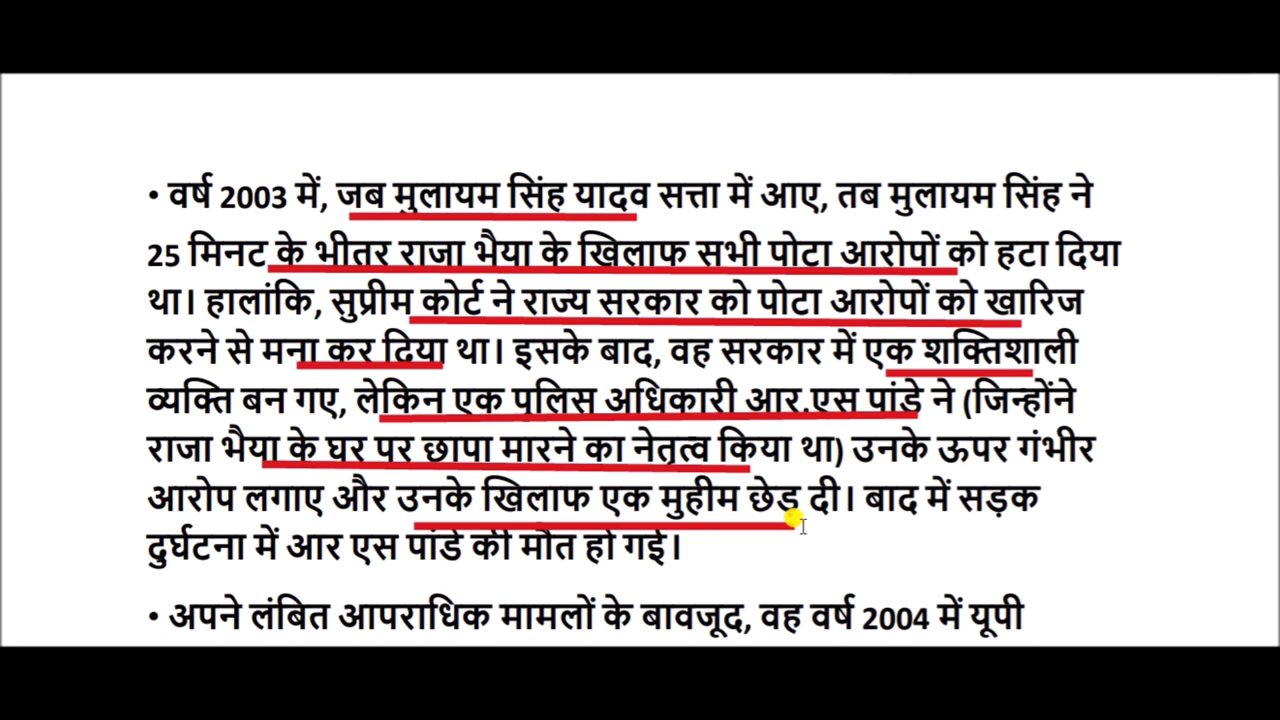 • वर्ष 2003 में, जब मुलायम सिंह यादव सत्ता में आए, तब मुलायम सिंह ने
25 मिनट के भीतर राजा भैया के खिलाफ सभी पोटा आरोपों को हटा दिया
था। हालांकि, सुप्रीम कोर्ट ने राज्य सरकार को पोटा आरोपों को खारिज
करने से मना कर दिया था। इसके बाद, वह सरकार में एक शक्तिशाली
व्यक्ति बन गए, लेकिन एक पुलिस अधिकारी आर.एस पांडे ने (जिन्होंने
राजा भैया के घर पर छापा मारने का नेतृत्व किया था) उनके ऊपर गंभीर
आरोप लगाए और उनके खिलाफ एक मुहीम छेड़ दी। बाद में सड़क
दुर्घटना में आर एस पांडे की मौत हो गई।
• अपने लंबित आपराधिक मामलों के बावजूद, वह वर्ष 2004 में यूपी